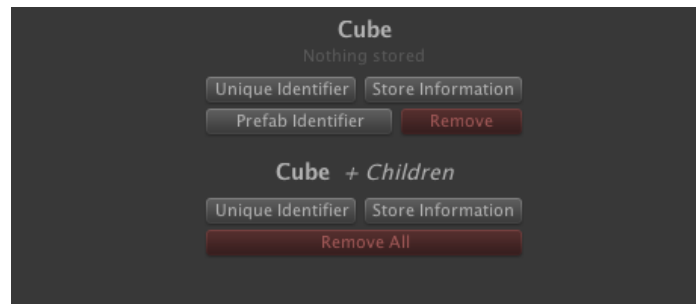 Cube
Nothing stored
Unique Identifier Store Information
Prefab Identifier Remove
Cube + Children
Unique Identifier Store Information
Remove All